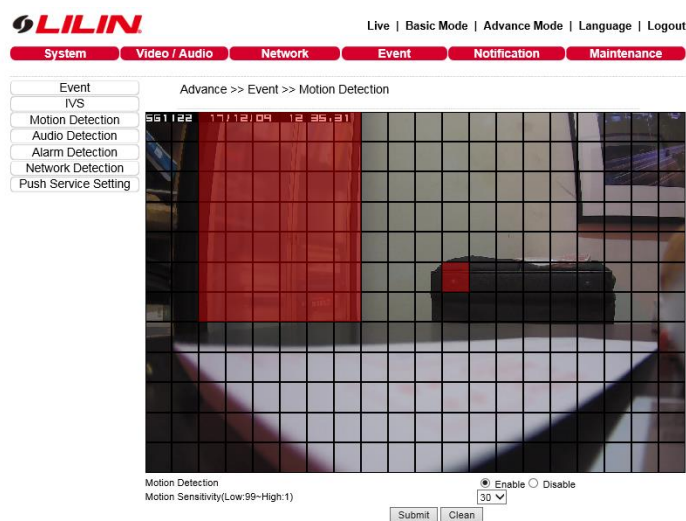 LILIN
Live | Basic Mode | Advance Mode | Language | Logout
System Video / Audio Network Event Notification Maintenance
Event
IVS
Motion Detection
Audio Detection
Alarm Detection
Network Detection
Push Service Setting
Advance >> Event >> Motion Detection
SG1122 17/12/09 12:35:31
Motion Detection Enable Disable
Motion Sensitivity(Low:99~High:1) 30
Submit Clean